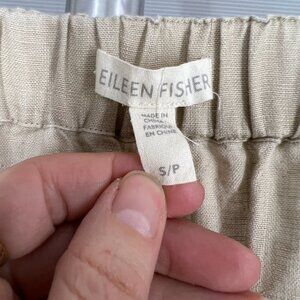 EILEEN FISHER
MADE IN
CHINA
FABRIQUÉ
EN CHINE
S/P